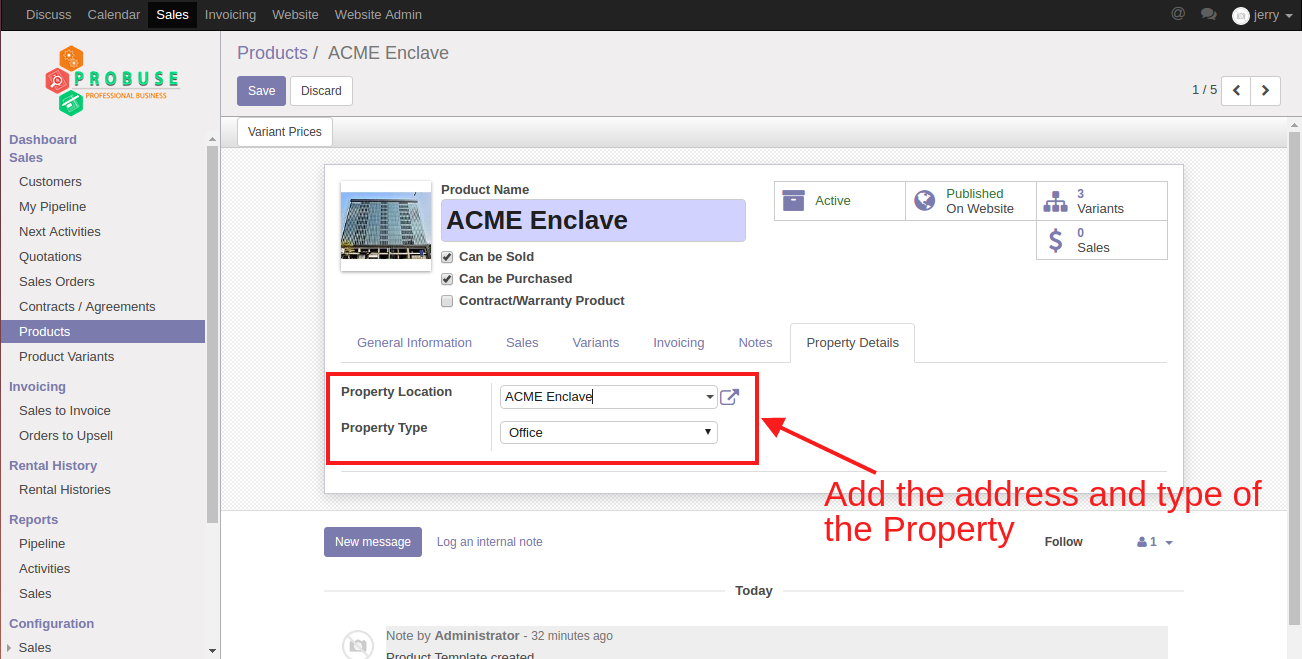 Discuss Calendar Sales Invoicing Website Website Admin @ jerry
PROBUSE
PROFESSIONAL BUSINESS
Dashboard
Sales
Customers
My Pipeline
Next Activities
Quotations
Sales Orders
Contracts / Agreements
Products
Product Variants
Invoicing
Sales to Invoice
Orders to Upsell
Rental History
Rental Histories
Reports
Pipeline
Activities
Sales
Configuration
Sales
Products / ACME Enclave
Save Discard 1 / 5
Variant Prices
Product Name
ACME Enclave
Can be Sold
Can be Purchased
Contract/Warranty Product
Active
Published
On Website
3
Variants
0
Sales
General Information Sales Variants Invoicing Notes Property Details
Property Location ACME Enclave
Property Type Office
Add the address and type of
the Property
New message Log an internal note Follow 1
Today
Note by Administrator - 32 minutes ago
Product Template created